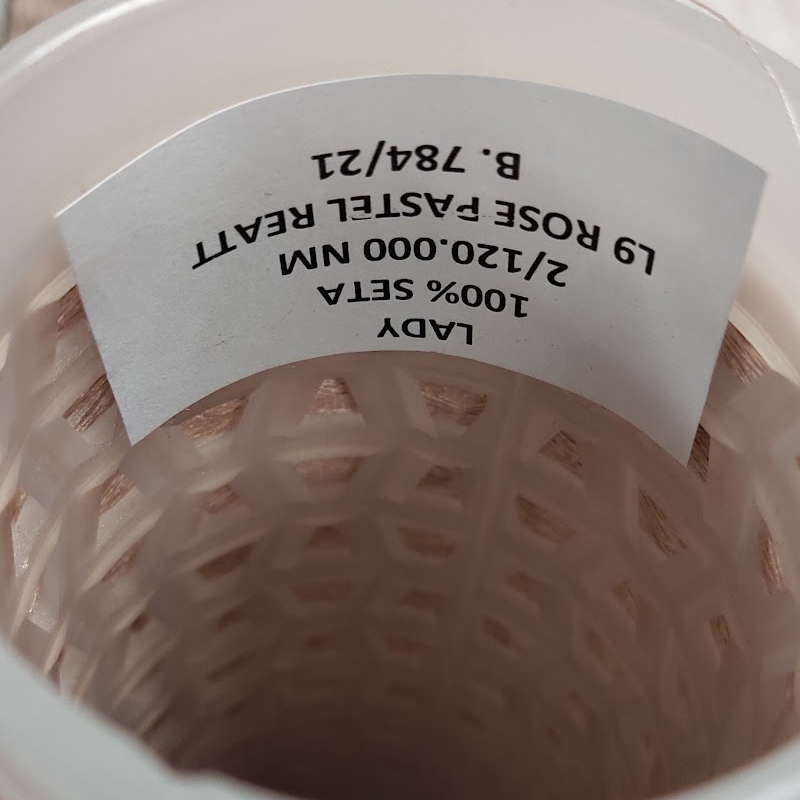 LADY
100% SETA
2/120.000 NM
L9 ROSE PASTEL REATT
B. 784/21